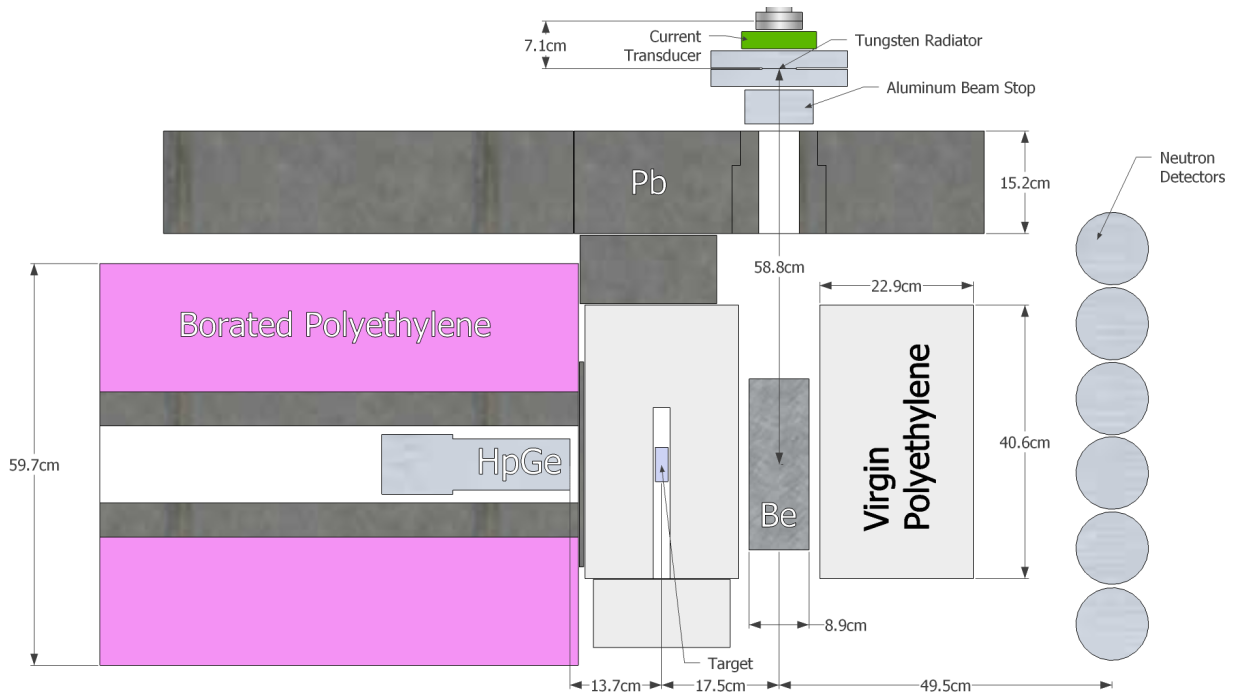 7.1cm
Current
Transducer
Tungsten Radiator
Aluminum Beam Stop
Pb
15.2cm
Neutron
Detectors
58.8cm
22.9cm
Borated Polyethylene
Virgin
Polyethylene
59.7cm
HpGe
40.6cm
Be
8.9cm
Target
13.7cm
17.5cm
49.5cm